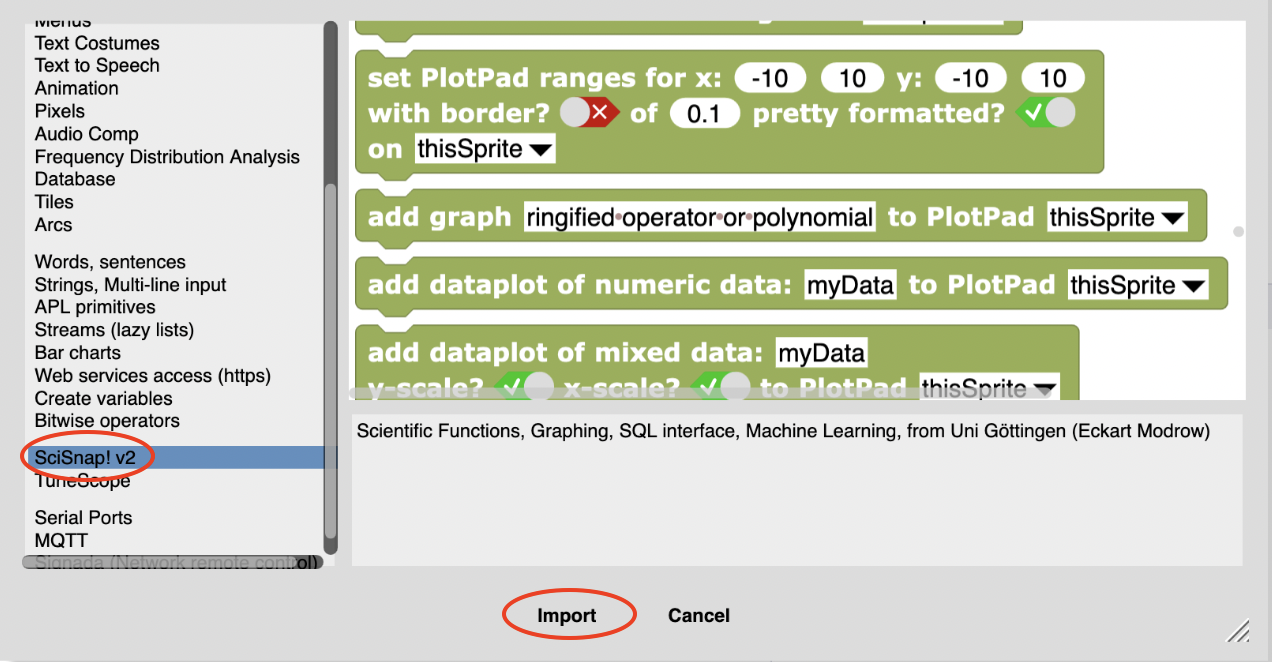 Menus
Text Costumes
Text to Speech
Animation
Pixels
Audio Comp
Frequency Distribution Analysis
Database
Tiles
Arcs
Words, sentences
Strings, Multi-line input
APL primitives
Streams (lazy lists)
Bar charts
Web services access (https)
Create variables
Bitwise operators
SciSnap! v2
TuneScope
Serial Ports
MQTT
Signada (Network remote control)
set PlotPad ranges for x: -10 10 y: -10 10
with border? of 0.1 pretty formatted?
on thisSprite
add graph ringified•operator•or•polynomial to PlotPad thisSprite
add dataplot of numeric data: myData to PlotPad thisSprite
add dataplot of mixed data: myData
y-scale? x-scale? to PlotPad thisSprite
Scientific Functions, Graphing, SQL interface, Machine Learning, from Uni Göttingen (Eckart Modrow)
Import Cancel